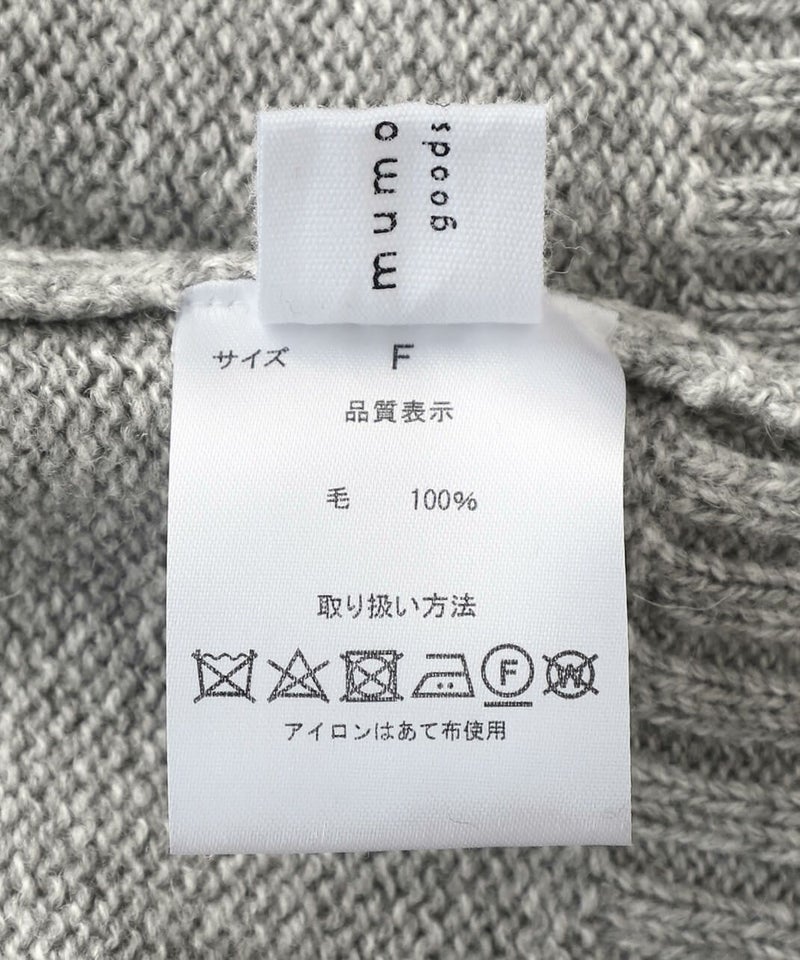 mumo
goods
サイズ F
品質表示
毛 100%
取り扱い方法
F W
アイロンはあて布使用